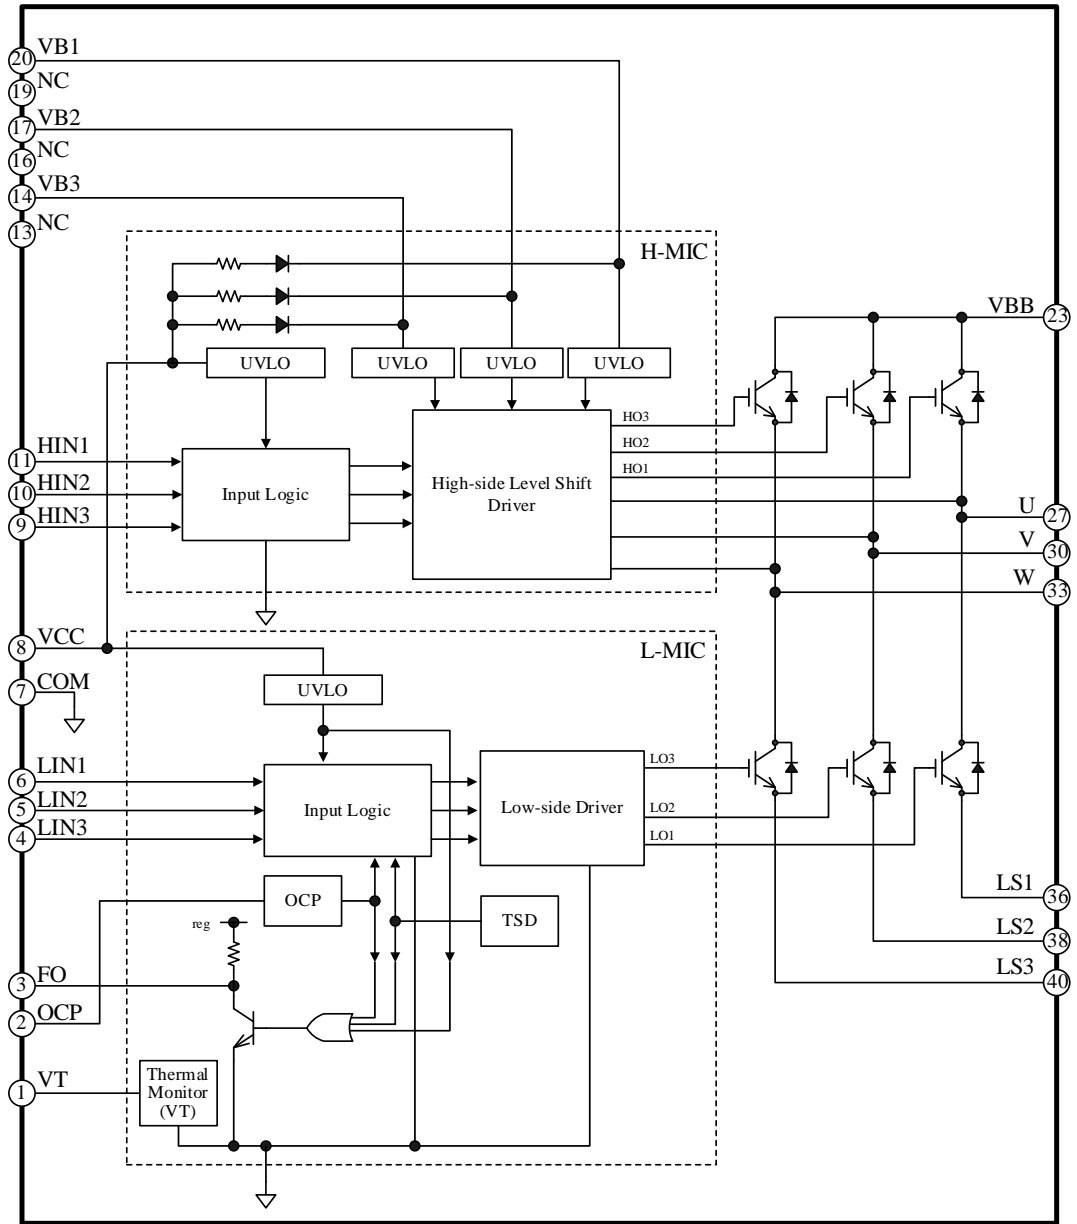 20 VB1
19 NC
17 VB2
16 NC
14 VB3
13 NC
H-MIC
VBB 23
UVLO
UVLO
UVLO
UVLO
HO3
HO2
HO1
11 HIN1
10 HIN2
9 HIN3
Input Logic
High-side Level Shift
Driver
U 27
V 30
W 33
8 VCC
L-MIC
7 COM
UVLO
6 LIN1
5 LIN2
4 LIN3
Input Logic
Low-side Driver
LO3
LO2
LO1
OCP
TSD
reg
LS1 36
LS2 38
LS3 40
3 FO
2 OCP
1 VT
Thermal
Monitor
(VT)